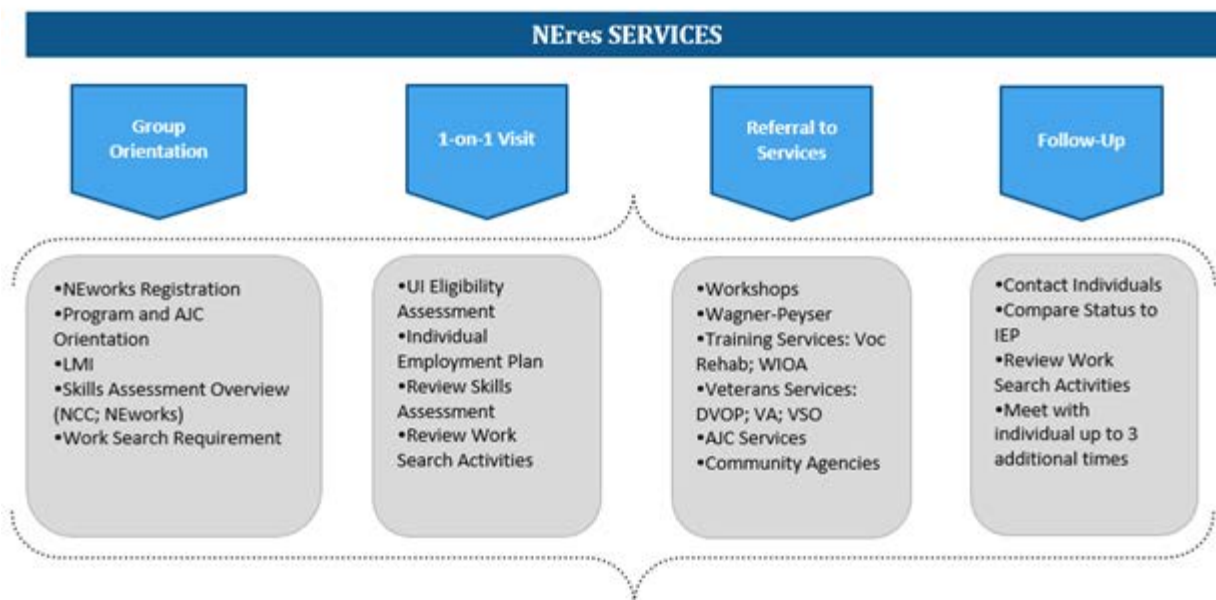 NEres SERVICES
Group
Orientation
1-on-1 Visit
Referral to
Services
Follow-Up
•NEworks Registration
•Program and AJC
Orientation
•LMI
•Skills Assessment Overview
(NCC; NEworks)
•Work Search Requirement
•UI Eligibility
Assessment
•Individual
Employment Plan
•Review Skills
Assessment
•Review Work
Search Activities
•Workshops
•Wagner-Peyser
•Training Services: Voc
Rehab; WIOA
•Veterans Services:
DVOP; VA; VSO
•AJC Services
•Community Agencies
•Contact Individuals
•Compare Status to
IEP
•Review Work
Search Activities
•Meet with
individual up to 3
additional times